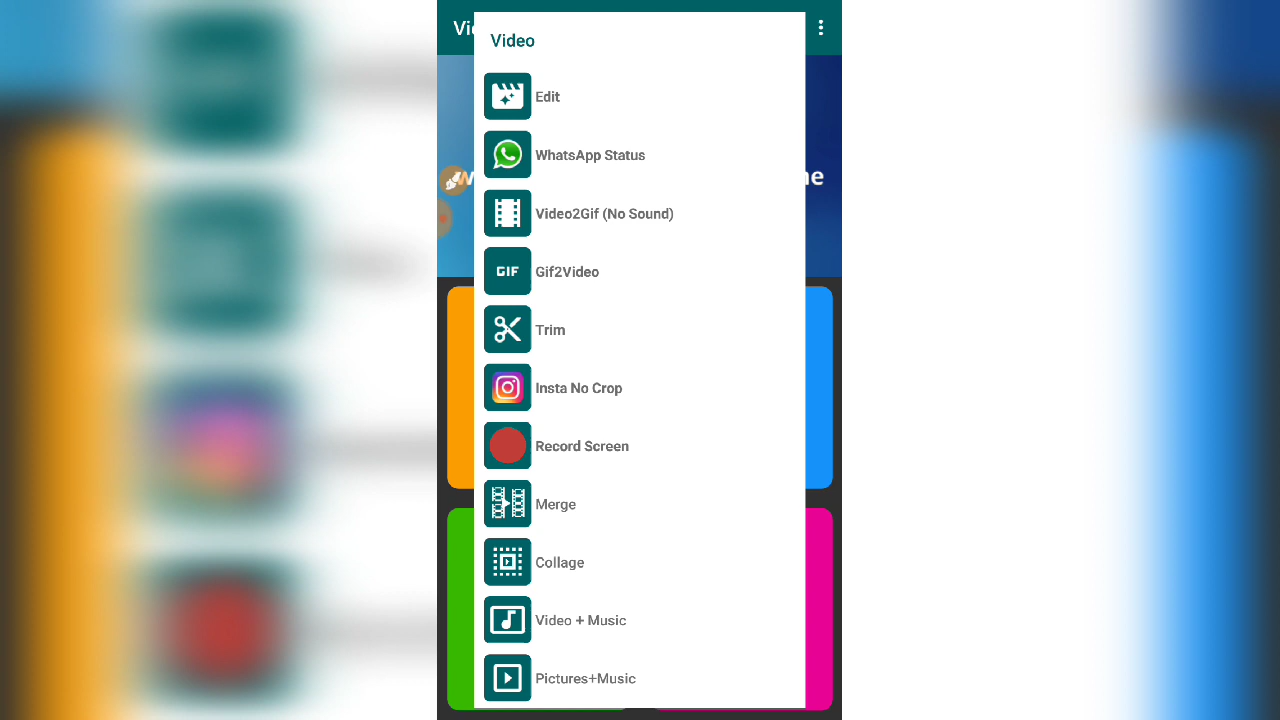 Video
Edit
WhatsApp Status
Video2Gif (No Sound)
GIF
Gif2Video
Trim
Insta No Crop
Record Screen
Merge
Collage
Video + Music
Pictures+Music